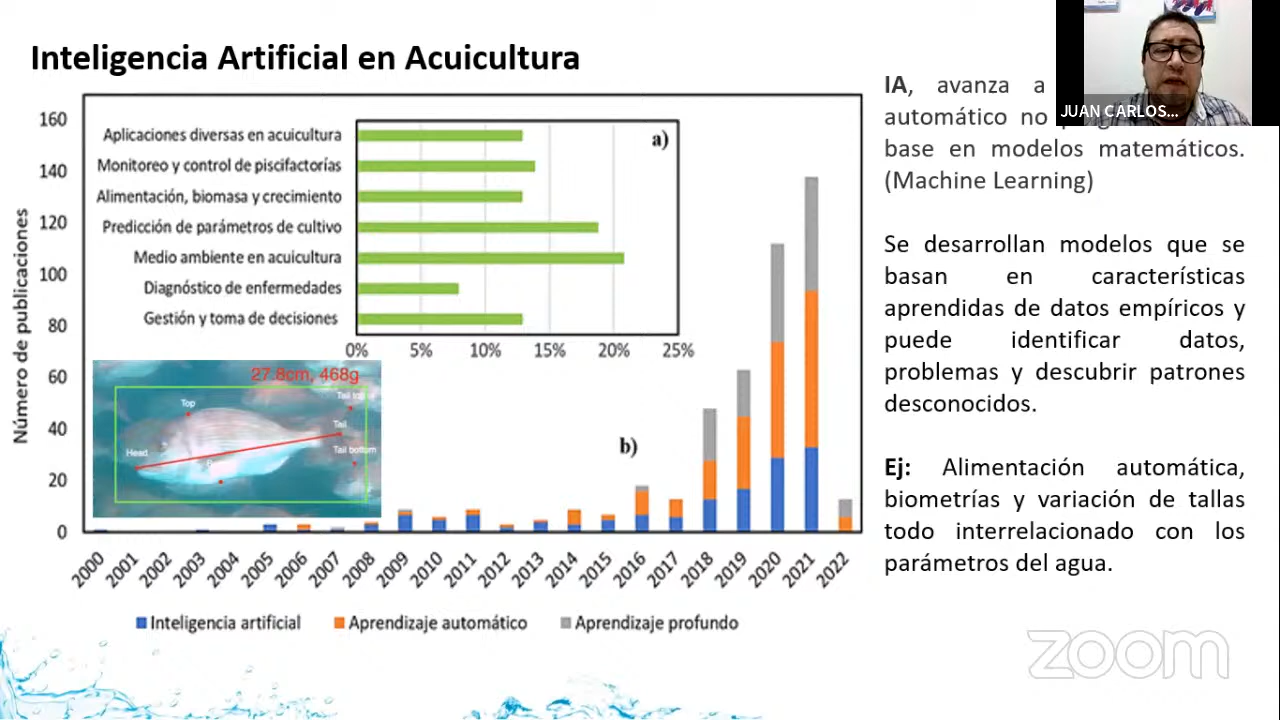 Inteligencia Artificial en Acuicultura
JUAN CARLOS...
IA, avanza a
automático no
base en modelos matemáticos.
(Machine Learning)
Se desarrollan modelos que se
basan en características
aprendidas de datos empíricos y
puede identificar datos,
problemas y descubrir patrones
desconocidos.
Ej: Alimentación automática,
biometrías y variación de tallas
todo interrelacionado con los
parámetros del agua.
Número de publicaciones
160
140
120
100
80
60
40
20
0
a)
Aplicaciones diversas en acuicultura
Monitoreo y control de piscifactorías
Alimentación, biomasa y crecimiento
Predicción de parámetros de cultivo
Medio ambiente en acuicultura
Diagnóstico de enfermedades
Gestión y toma de decisiones
0% 5% 10% 15% 20% 25%
27.8cm, 468g
Top
Tail top
Tail
Head
Tail bottom
b)
2000 2001 2002 2003 2004 2005 2006 2007 2008 2009 2010 2011 2012 2013 2014 2015 2016 2017 2018 2019 2020 2021 2022
Inteligencia artificial Aprendizaje automático Aprendizaje profundo
zoom